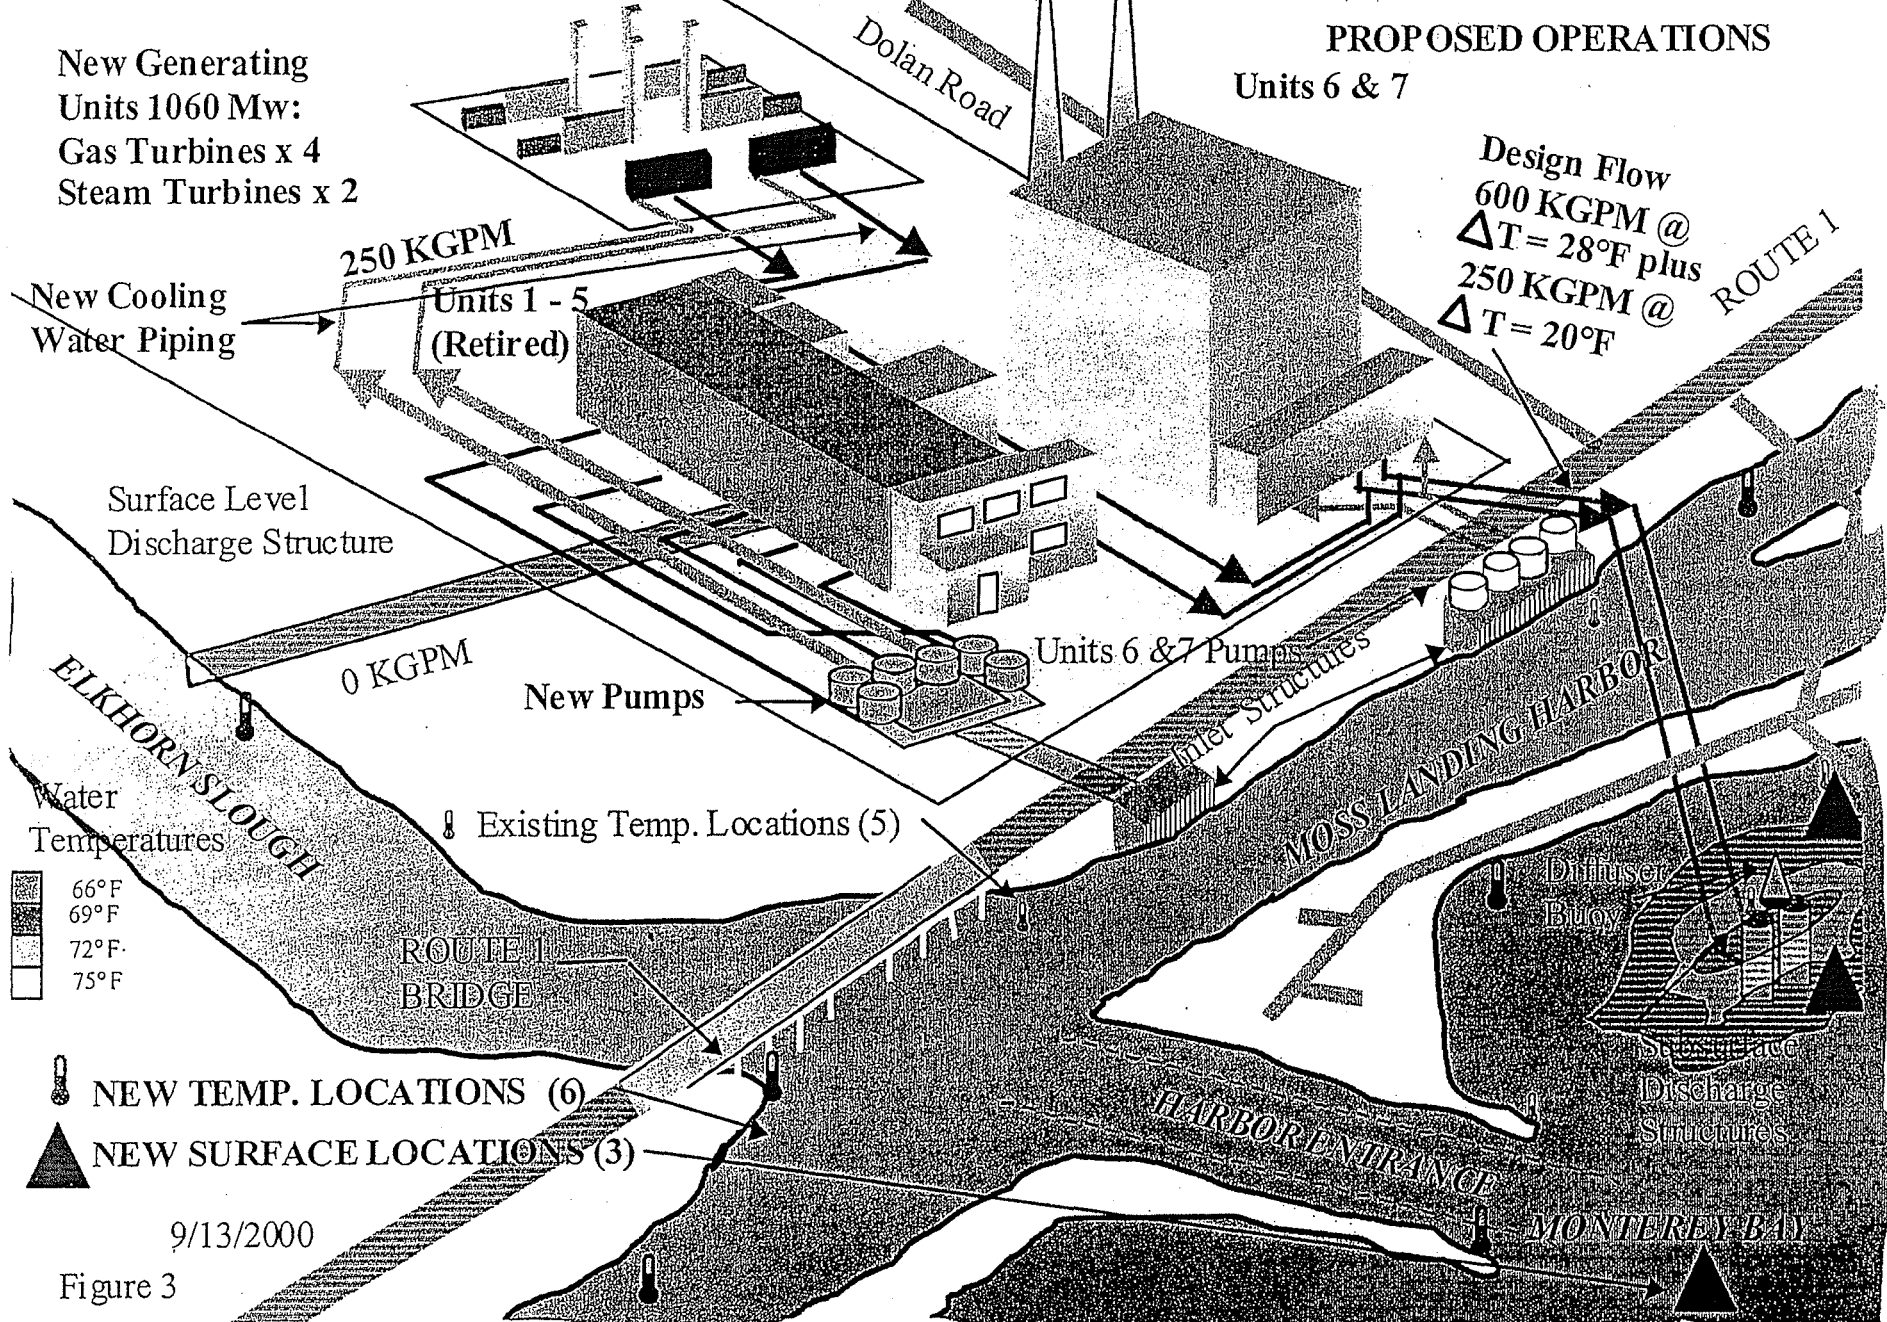 PROPOSED OPERATIONS
Units 6 & 7
New Generating
Units 1060 Mw:
Gas Turbines x 4
Steam Turbines x 2
Dolan Road
Design Flow
600 KGPM @
ΔT = 28°F plus
250 KGPM @
Δ T = 20°F
ROUTE 1
250 KGPM
New Cooling
Water Piping
Units 1 - 5
(Retired)
Surface Level
Discharge Structure
0 KGPM
Units 6 &7 Pumps
New Pumps
Inlet Structures
ELKHORN SLOUGH
MOSS LANDING HARBOR
Water
Temperatures
66°F
69°F
72°F
75°F
Existing Temp. Locations (5)
Diffuser
Buoy
ROUTE 1
BRIDGE
Subsurface
Discharge
Structures
NEW TEMP. LOCATIONS (6)
NEW SURFACE LOCATIONS (3)
HARBOR ENTRANCE
MONTEREY BAY
9/13/2000
Figure 3